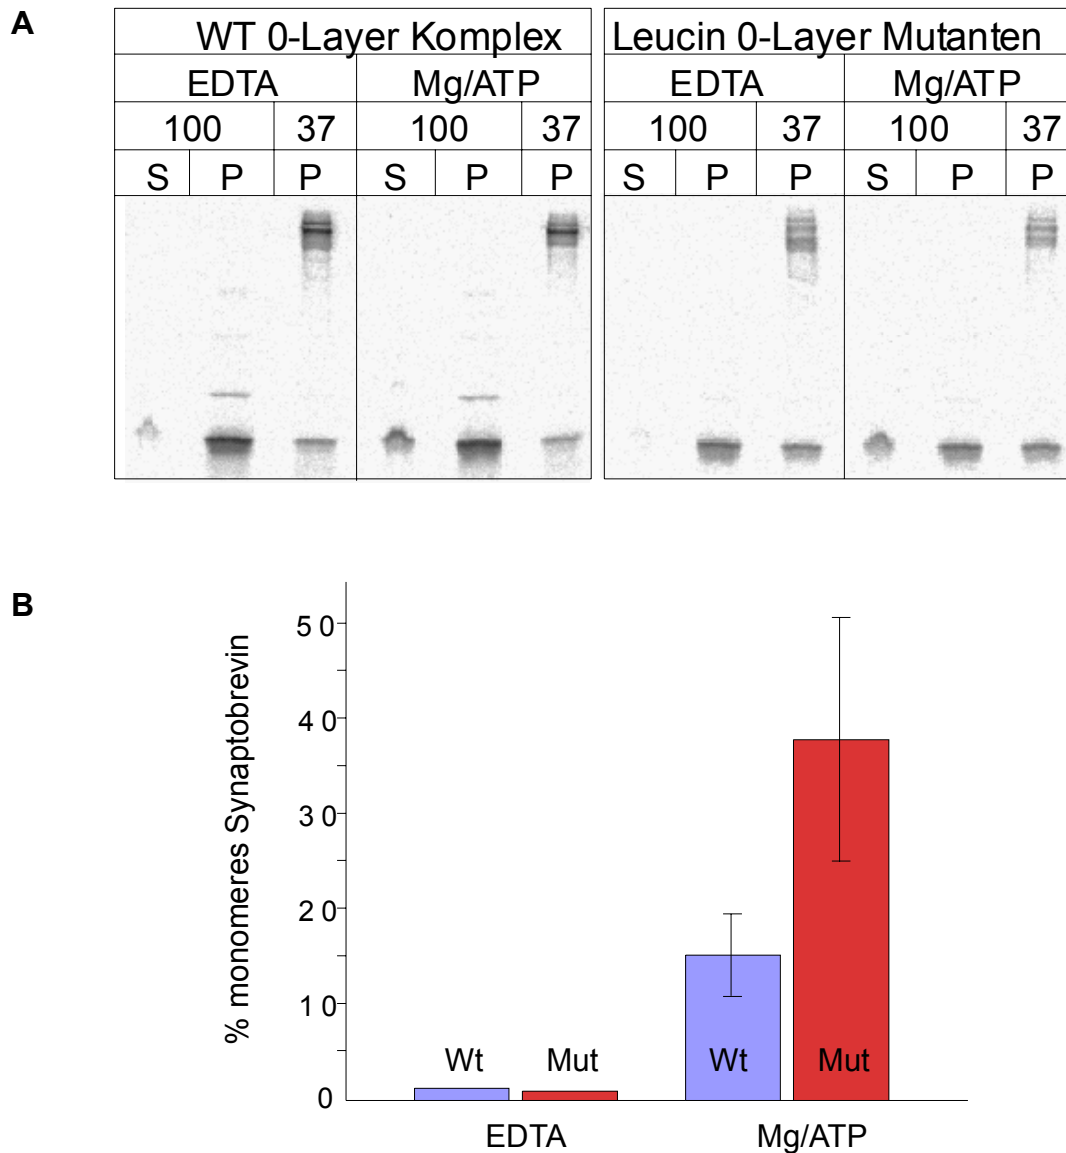 A
WT 0-Layer Komplex
Leucin 0-Layer Mutanten
EDTA Mg/ATP EDTA Mg/ATP
100 37 100 37 100 37 100 37
S P P S P P S P P S P P
B
% monomeres Synaptobrevin
50
40
30
20
10
0
Wt Mut Wt Mut
EDTA Mg/ATP